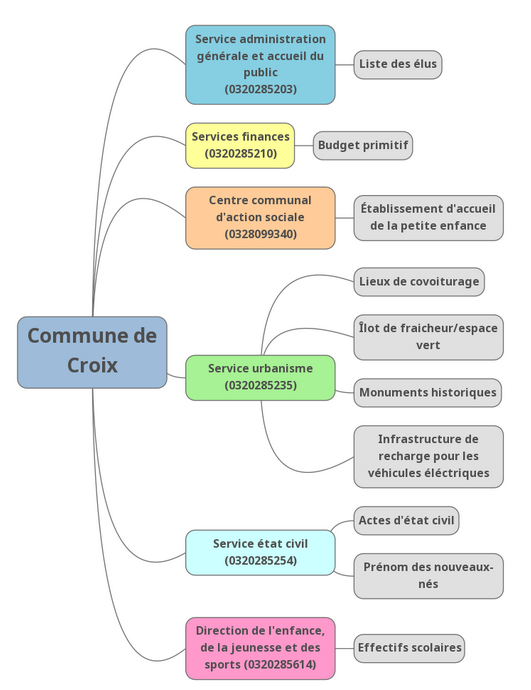 Service administration
générale et accueil du
public
(0320285203)
Liste des élus
Services finances
(0320285210)
Budget primitif
Centre communal
d'action sociale
(0328099340)
Établissement d'accueil
de la petite enfance
Commune de
Croix
Service urbanisme
(0320285235)
Lieux de covoiturage
Îlot de fraicheur/espace
vert
Monuments historiques
Infrastructure de
recharge pour les
véhicules éléctriques
Service état civil
(0320285254)
Actes d'état civil
Prénom des nouveaux-
nés
Direction de l'enfance,
de la jeunesse et des
sports (0320285614)
Effectifs scolaires